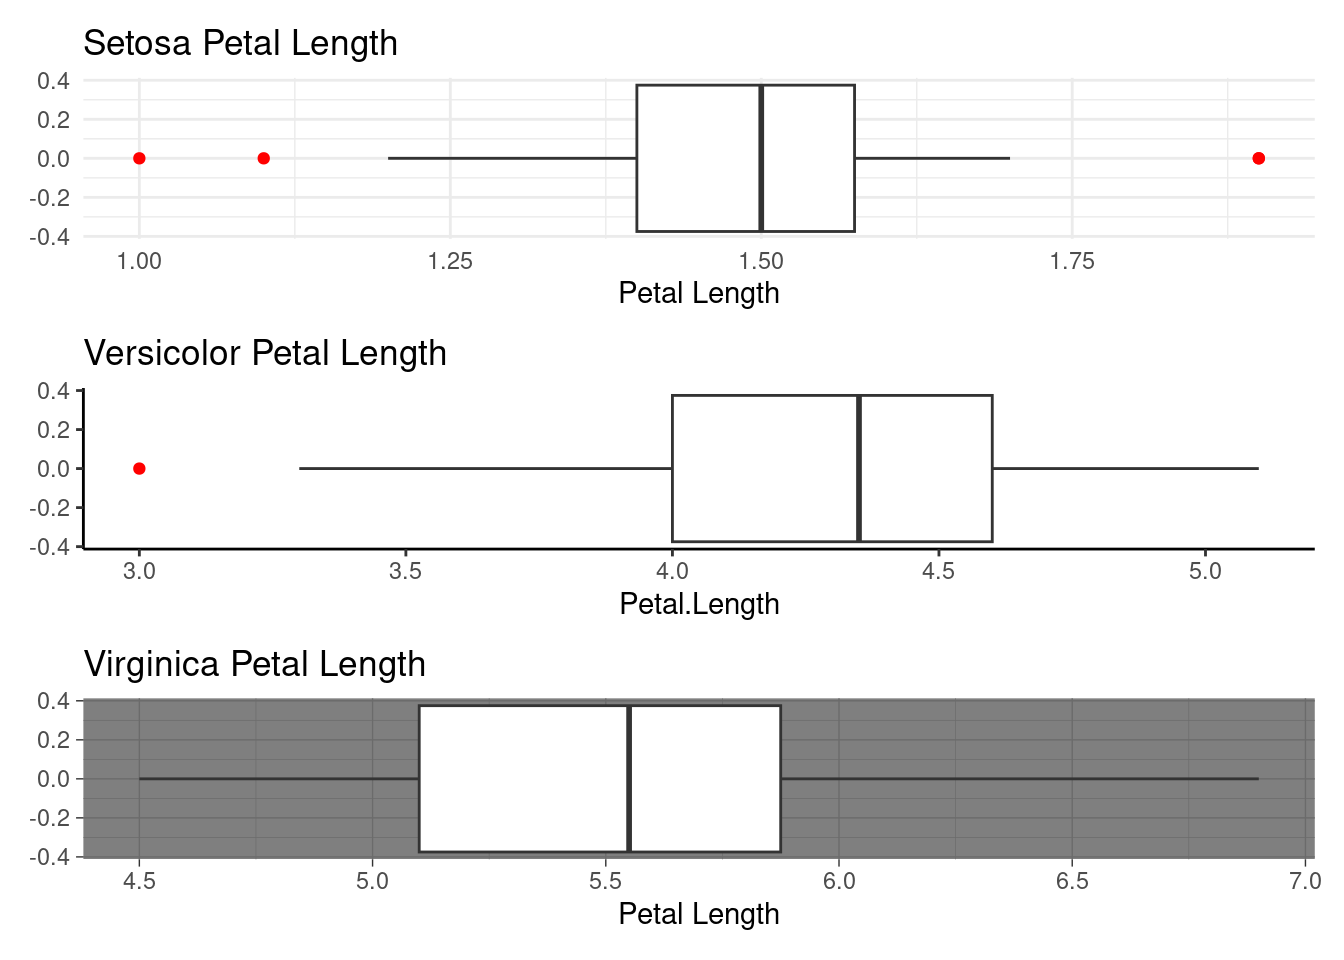 Setosa Petal Length
0.4
0.2
0.0
-0.2
-0.4
1.00 1.25 1.50 1.75
Petal Length
Versicolor Petal Length
0.4
0.2
0.0
-0.2
-0.4
3.0 3.5 4.0 4.5 5.0
Petal.Length
Virginica Petal Length
0.4
0.2
0.0
-0.2
-0.4
4.5 5.0 5.5 6.0 6.5 7.0
Petal Length